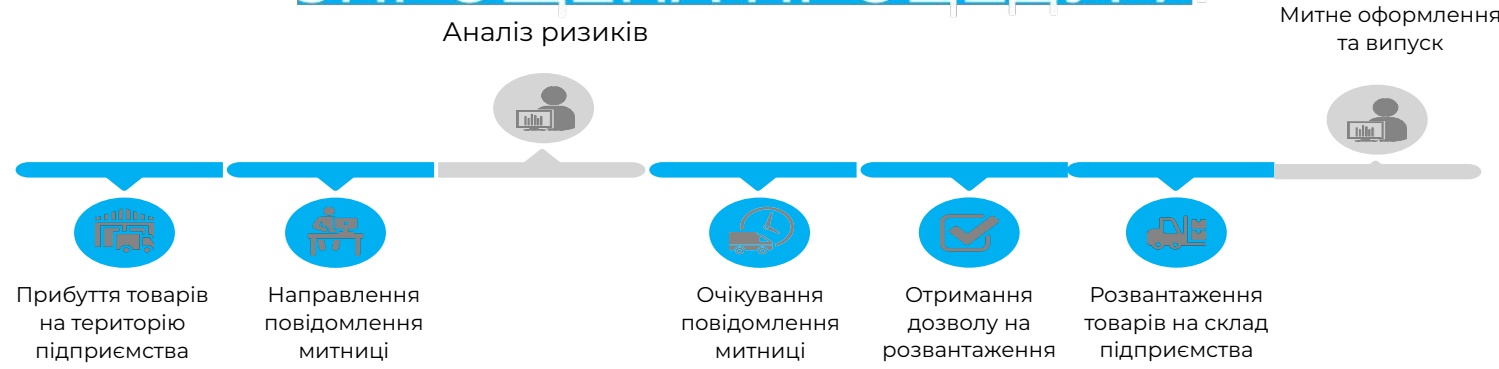 Аналіз ризиків
Митне оформлення
та випуск
Прибуття товарів
на територію
підприємства
Направлення
повідомлення
митниці
Очікування
повідомлення
митниці
Отримання
дозволу на
розвантаження
Розвантаження
товарів на склад
підприємства